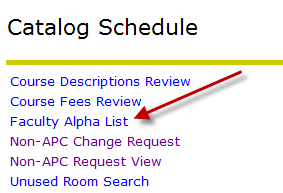 Catalog Schedule
Course Descriptions Review
Course Fees Review
Faculty Alpha List
Non-APC Change Request
Non-APC Request View
Unused Room Search